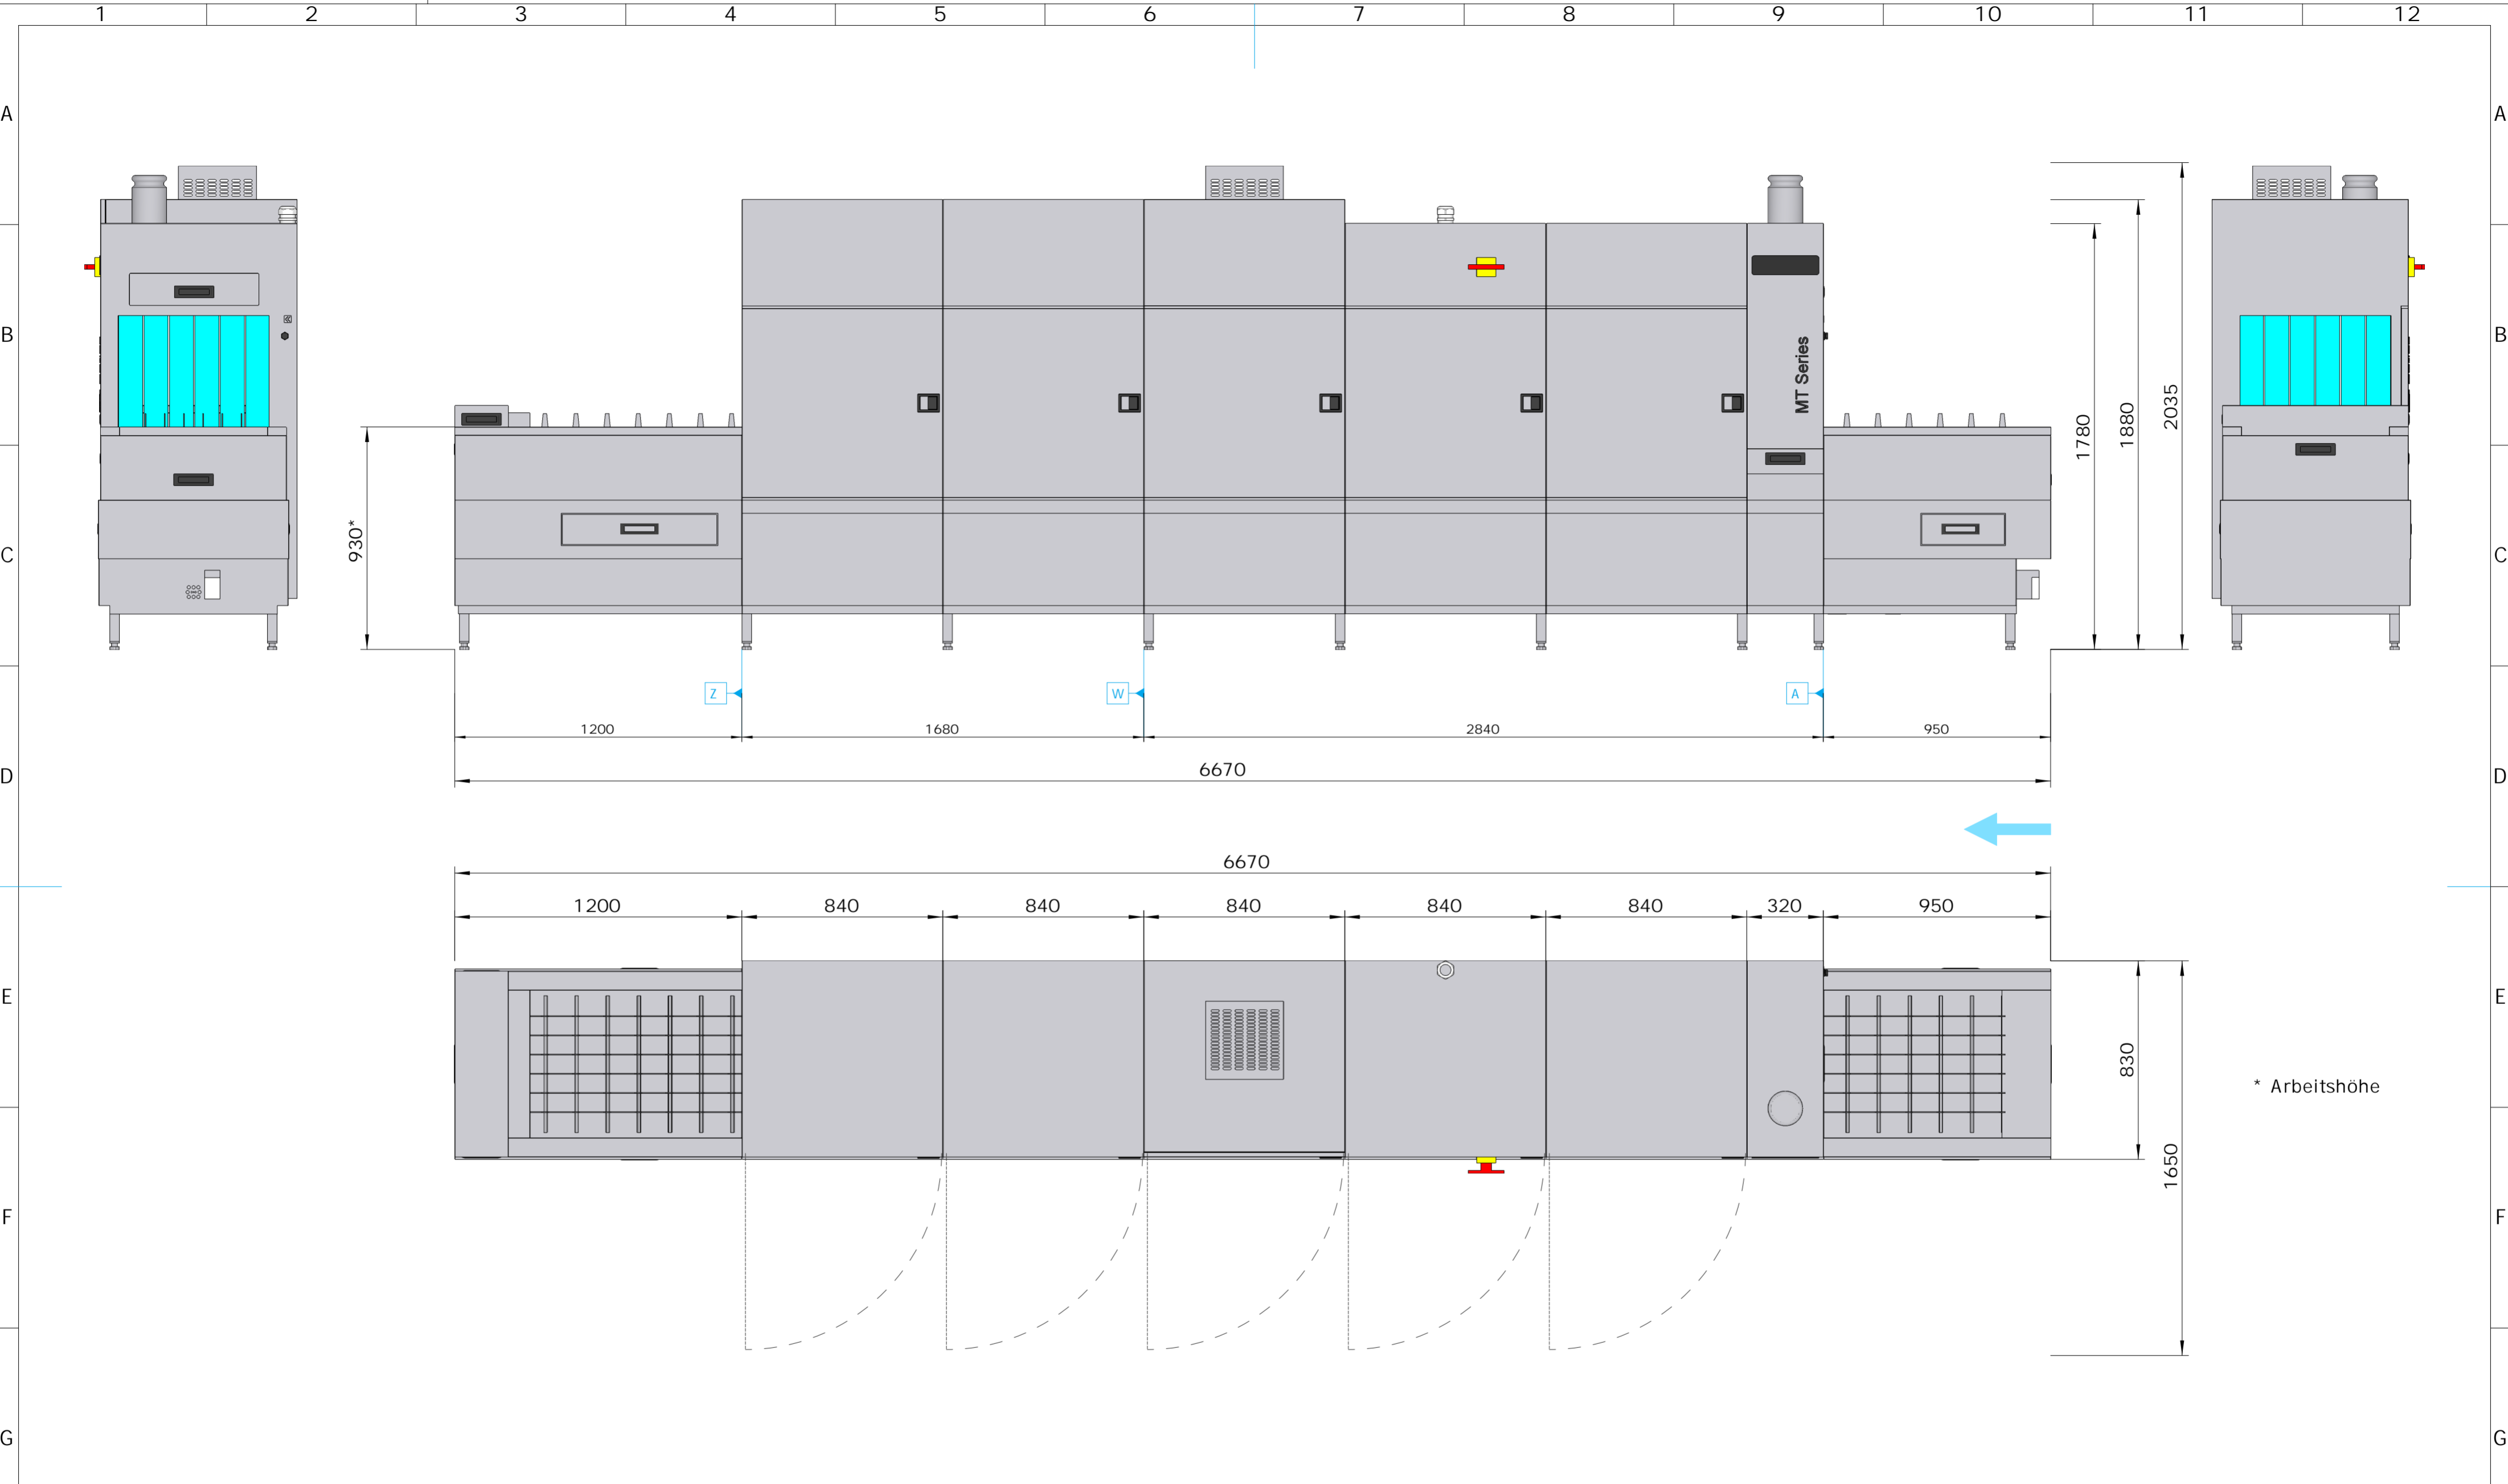 1 2 3 4 5 6 7 8 9 10 11 12
A A
B B
MT Series
2035
1880
1780
930*
C C
Z W A
1200 1680 2840 950
6670
D D
6670
1200 840 840 840 840 840 320 950
E E
830
* Arbeitshöhe
1650
F F
G G